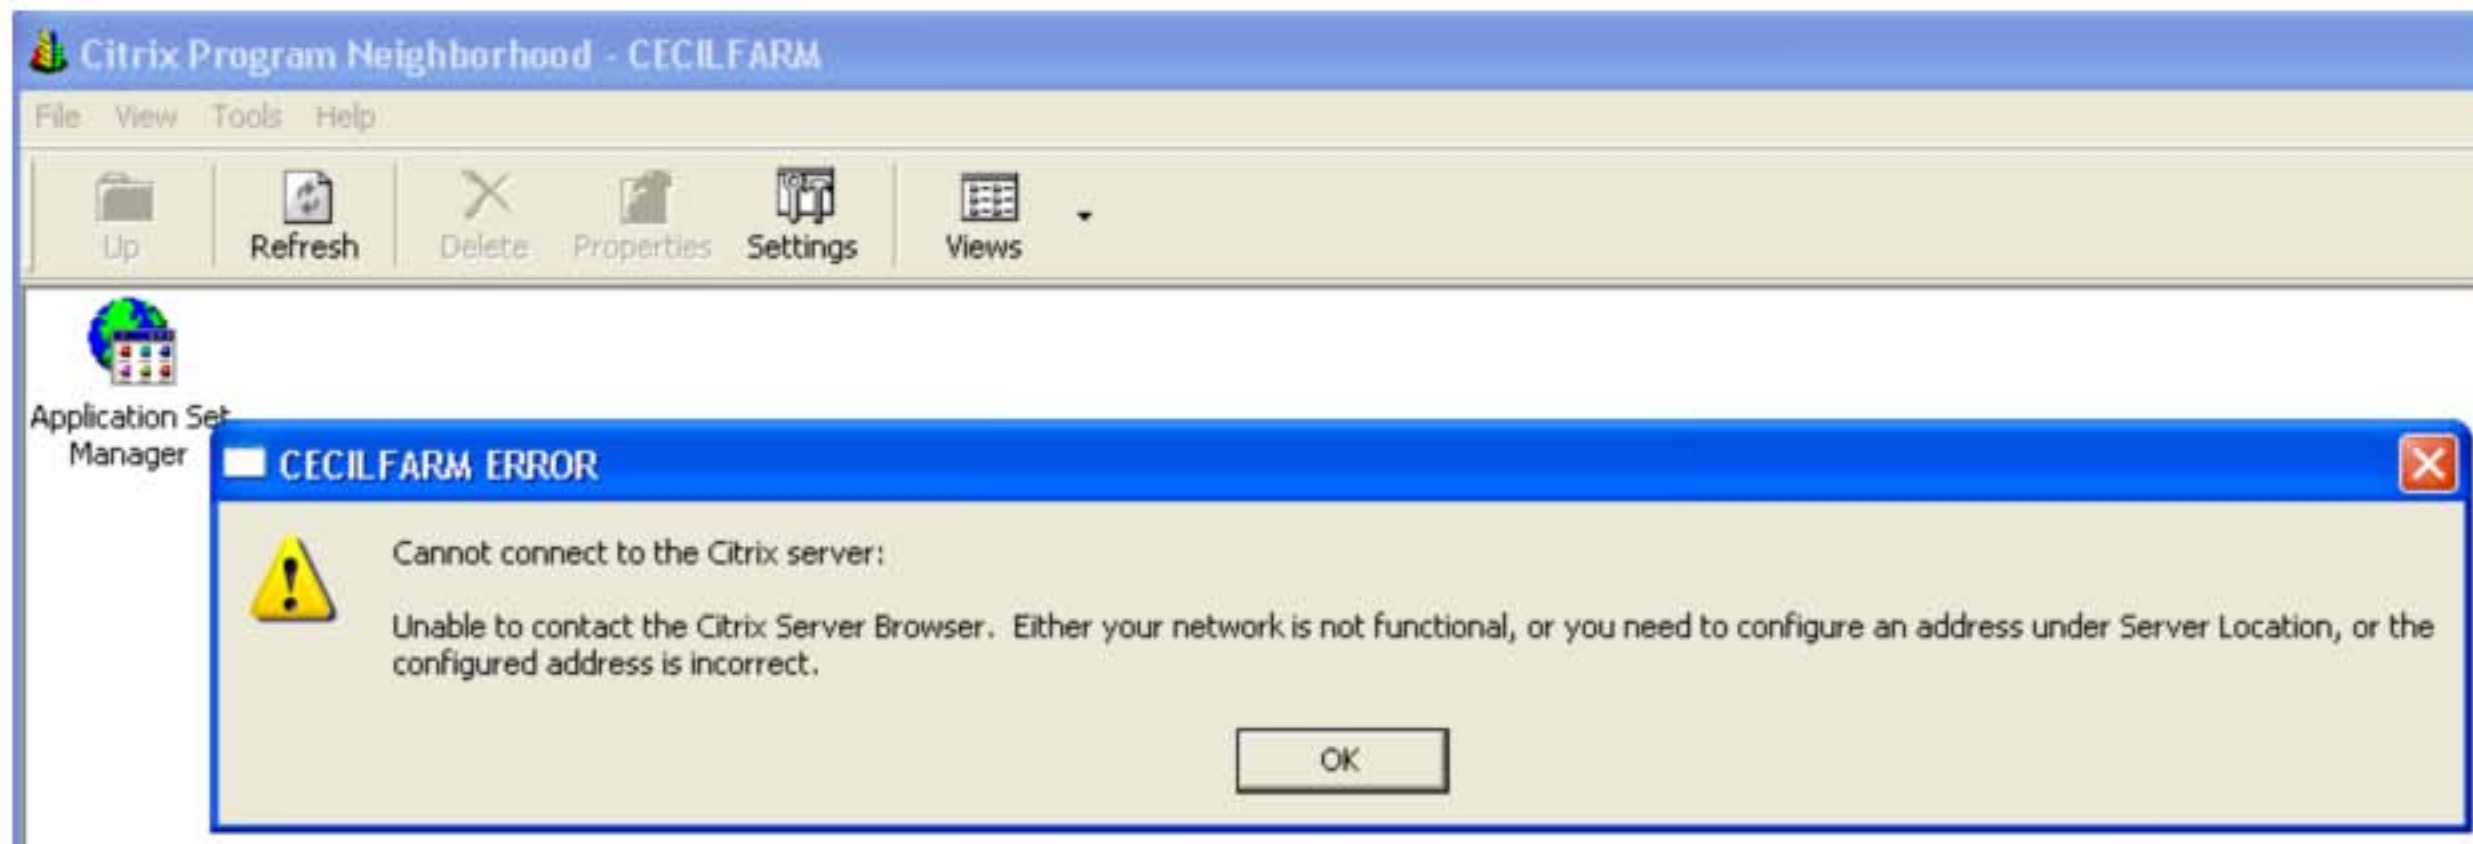 Citrix Program Neighborhood - CECILFARM
File View Tools Help
Up Refresh Delete Properties Settings Views
Application Set
Manager
CECILFARM ERROR
Cannot connect to the Citrix server:
Unable to contact the Citrix Server Browser. Either your network is not functional, or you need to configure an address under Server Location, or the
configured address is incorrect.
OK